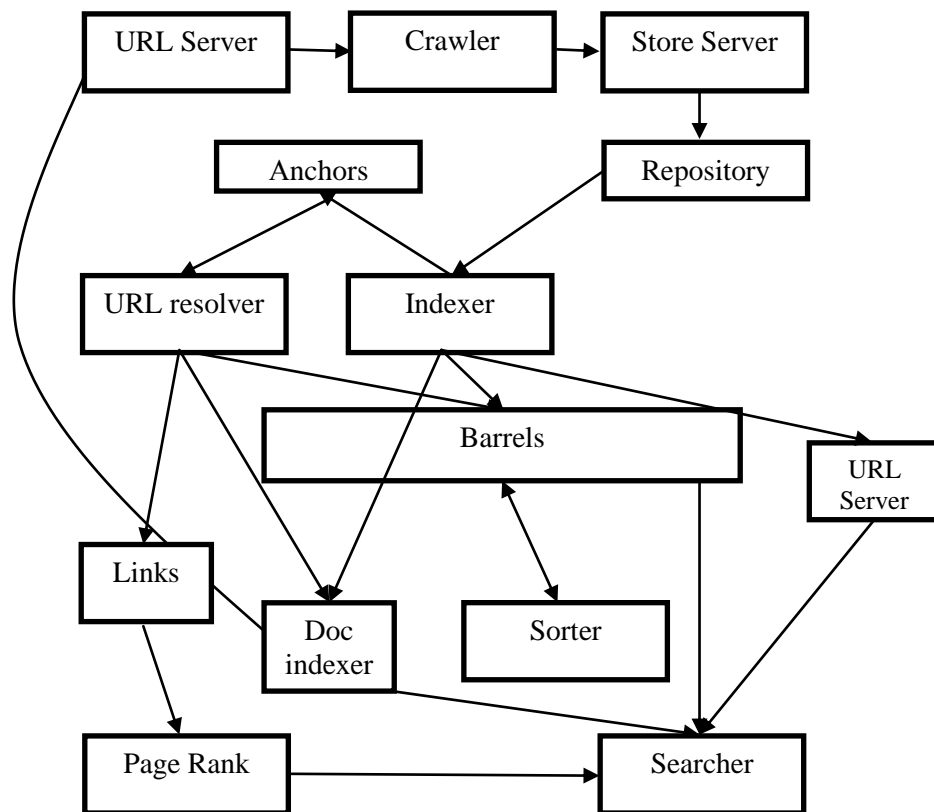 URL Server
Crawler
Store Server
Anchors
Repository
URL resolver
Indexer
Barrels
URL
Server
Links
Doc
indexer
Sorter
Page Rank
Searcher